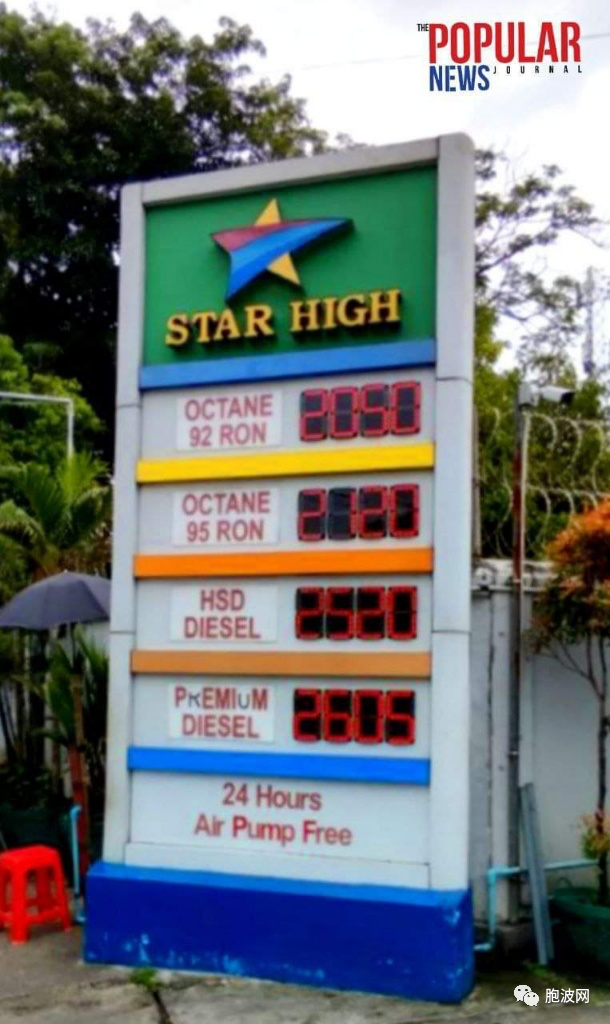 THE POPULAR
NEWS JOURNAL
STAR HIGH
OCTANE
92 RON
2050
OCTANE
95 RON
2120
HSD
DIESEL
2520
PREMIUM
DIESEL
2605
24 Hours
Air Pump Free
胞波网